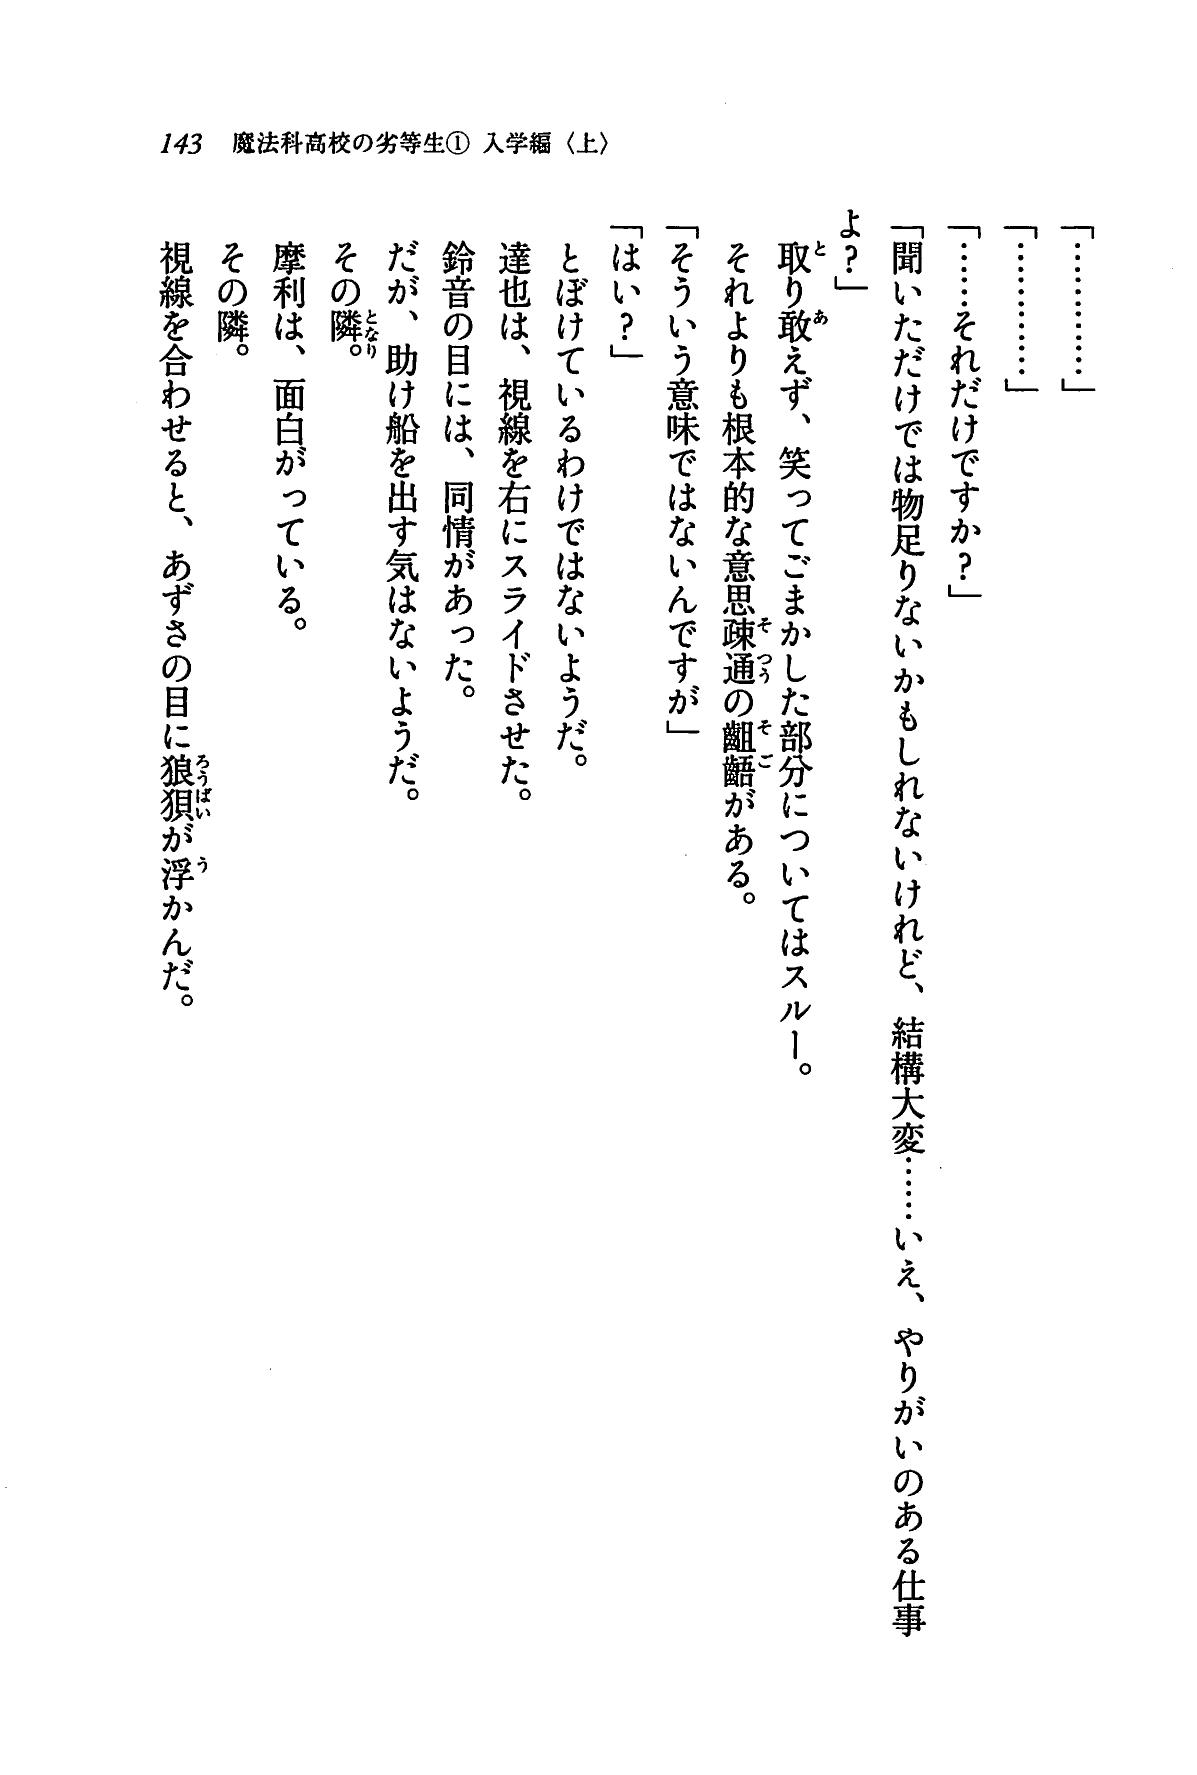 143 魔法科高校の劣等生① 入学編〈上〉
「…………」
「…………」
「……それだけですか？」
「聞いただけでは物足りないかもしれないけれど、結構大変……いえ、やりがいのある仕事
よ？」
取り敢えず、笑ってごまかした部分についてはスルー。
それよりも根本的な意思疎通の齟齬がある。
「そういう意味ではないんですが」
「はい？」
とぼけているわけではないようだ。
達也は、視線を右にスライドさせた。
鈴音の目には、同情があった。
だが、助け船を出す気はないようだ。
その隣。
摩利は、面白がっている。
その隣。
視線を合わせると、あずさの目に狼狽が浮かんだ。